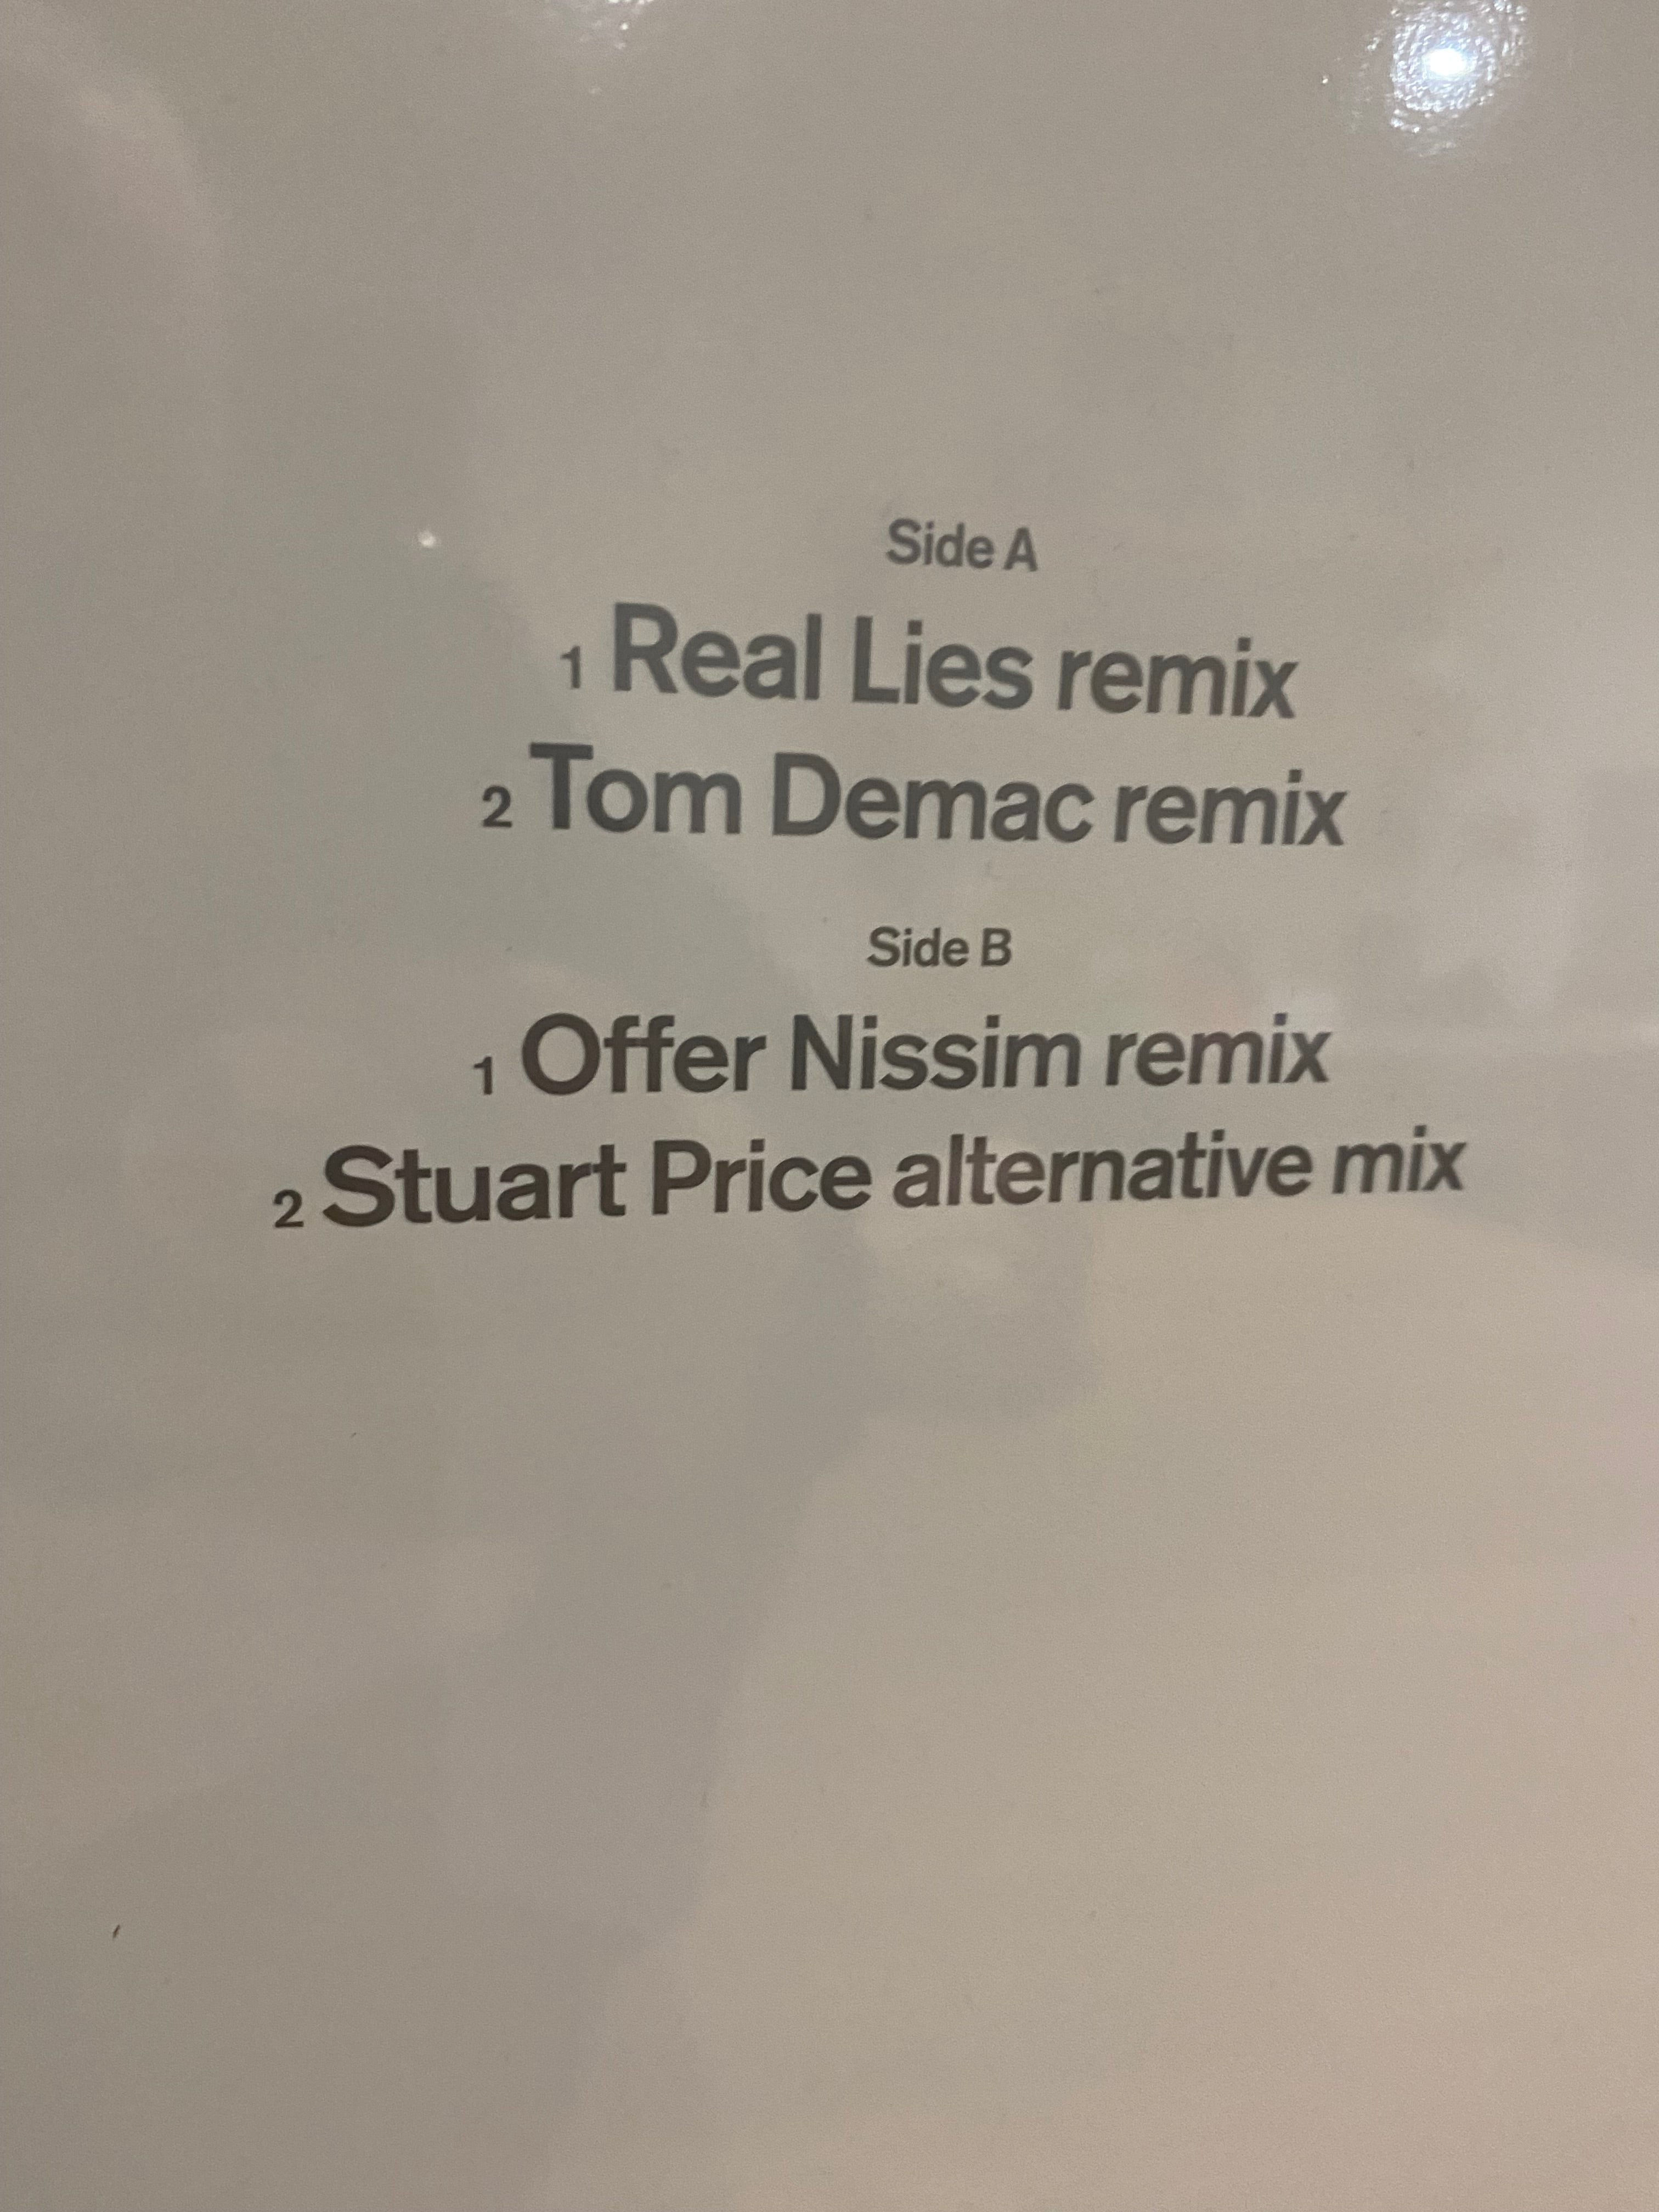 Side A
1 Real Lies remix
2 Tom Demac remix
Side B
1 Offer Nissim remix
2 Stuart Price alternative mix